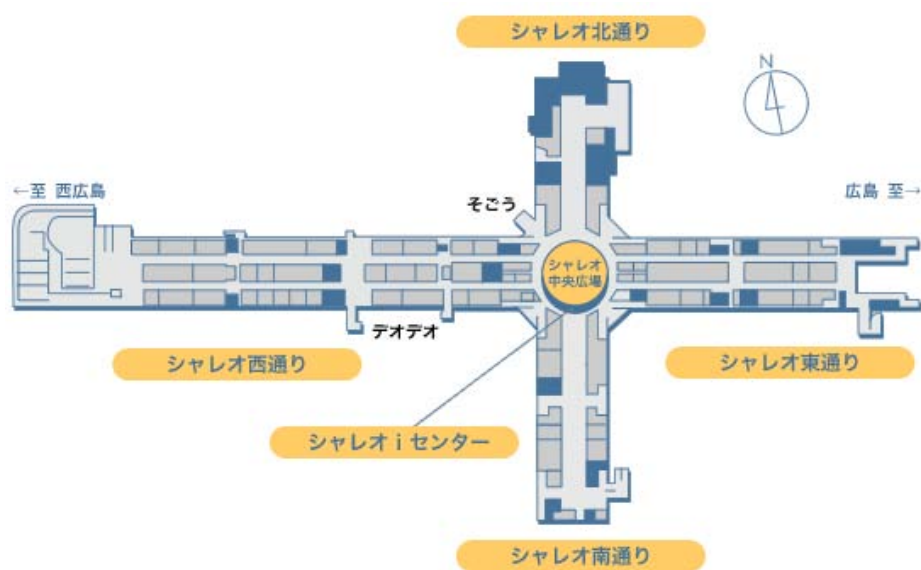 シャレオ北通り
N
←至 西広島
広島 至→
そごう
シャレオ
中央広場
デオデオ
シャレオ西通り
シャレオ東通り
シャレオｉセンター
シャレオ南通り